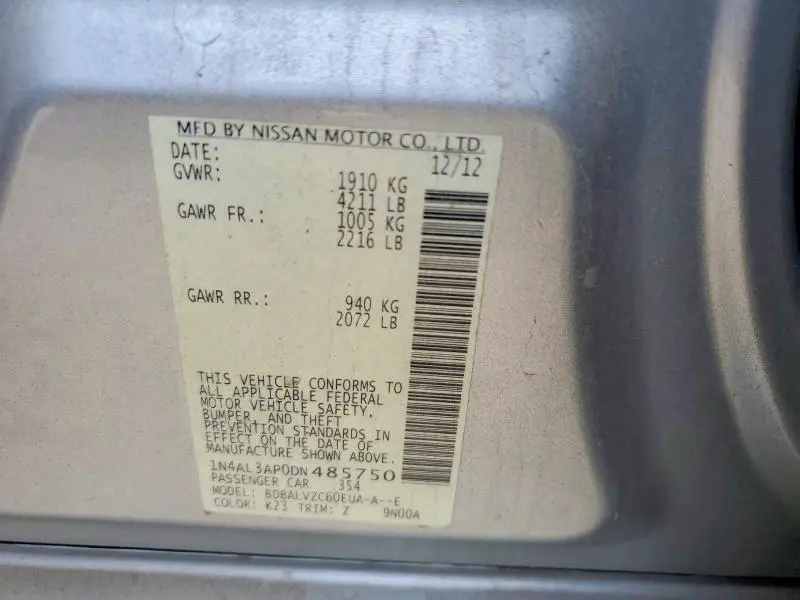 MFD BY NISSAN MOTOR CO., LTD.
DATE: 12/12
GVWR: 1910 KG
4211 LB
GAWR FR.: 1005 KG
2216 LB
GAWR RR.: 940 KG
2072 LB
THIS VEHICLE CONFORMS TO
ALL APPLICABLE FEDERAL
MOTOR VEHICLE SAFETY,
BUMPER, AND THEFT
PREVENTION STANDARDS IN
EFFECT ON THE DATE OF
MANUFACTURE SHOWN ABOVE.
1N4AL3AP0DN485750
PASSENGER CAR 354
MODEL: BDBALVZC60EUA-A--E
COLOR: K23 TRIM: Z 9N00A